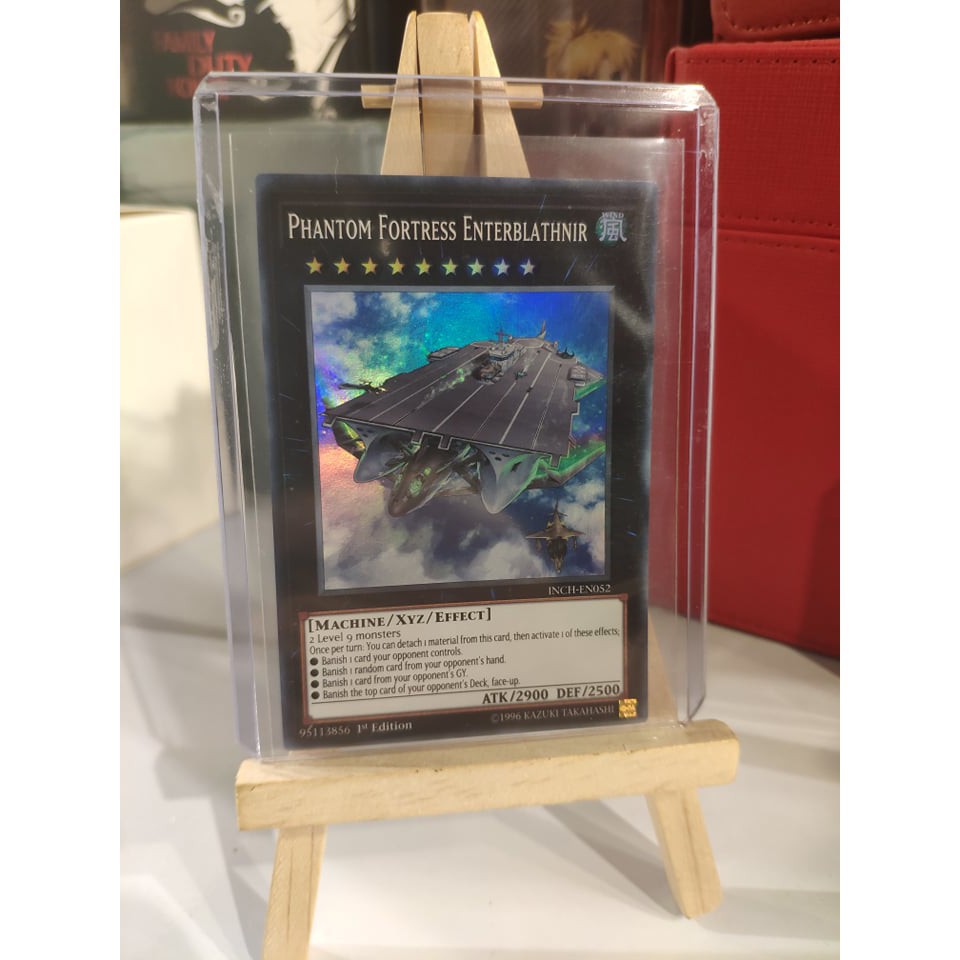 FAMILY
DUTY
PHANTOM FORTRESS ENTERBLATHNIR
WIND
風
INCH-EN052
[MACHINE/XYZ/EFFECT]
2 Level 9 monsters
Once per turn: You can detach 1 material from this card, then activate 1 of these effects;
● Banish 1 card your opponent controls.
● Banish 1 random card from your opponent's hand.
● Banish 1 card from your opponent's GY.
● Banish the top card of your opponent's Deck, face-up.
ATK/2900 DEF/2500
95113856 1st Edition
©1996 KAZUKI TAKAHASHI